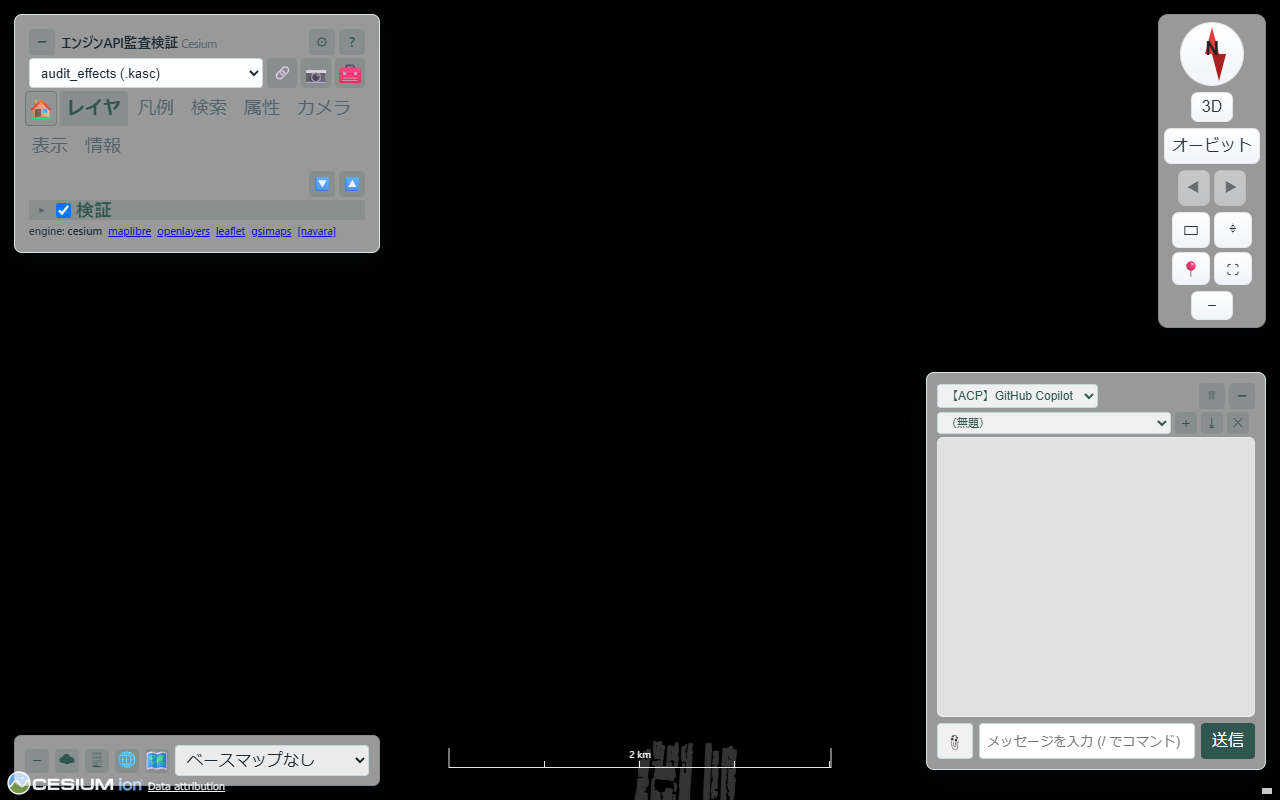 − エンジンAPI監査検証 Cesium ?
audit_effects (.kasc)
レイヤ 凡例 検索 属性 カメラ
表示 情報
検証
engine: cesium maplibre openlayers leaflet gsimaps [navara]
N
3D
オービット
−
【ACP】GitHub Copilot −
（無題） +
メッセージを入力 (/ でコマンド) 送信
− ベースマップなし
CESIUM ion Data attribution
2 km